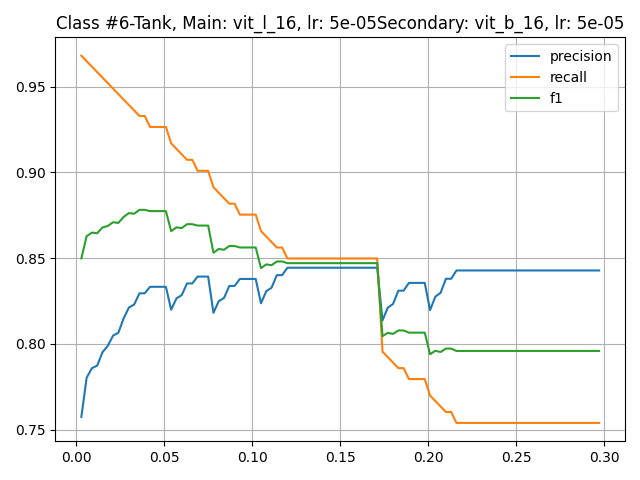 Class #6-Tank, Main: vit_l_16, lr: 5e-05Secondary: vit_b_16, lr: 5e-05
precision
recall
f1
0.95
0.90
0.85
0.80
0.75
0.00 0.05 0.10 0.15 0.20 0.25 0.30